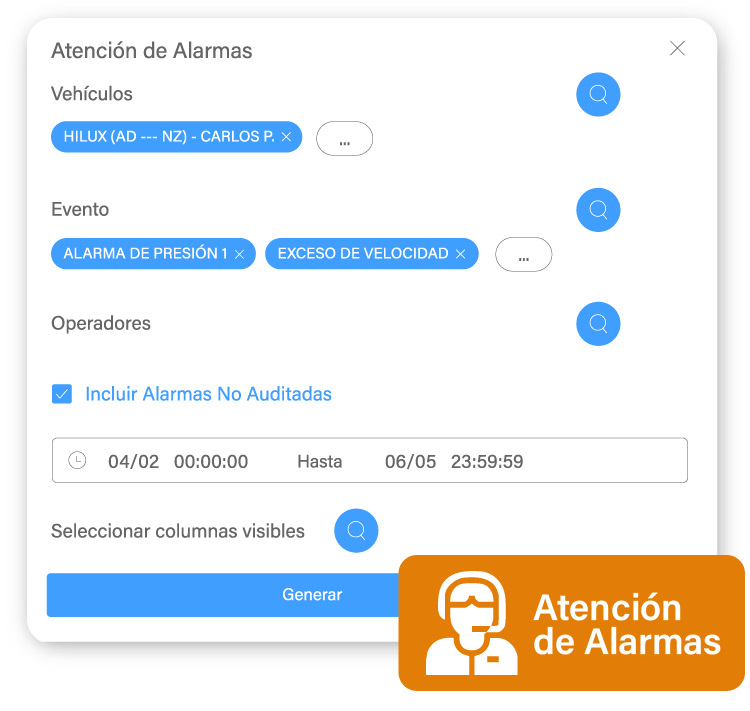 Atención de Alarmas
Vehículos
HILUX (AD --- NZ) - CARLOS P. ...
Evento
ALARMA DE PRESIÓN 1 EXCESO DE VELOCIDAD ...
Operadores
Incluir Alarmas No Auditadas
04/02 00:00:00 Hasta 06/05 23:59:59
Seleccionar columnas visibles
Generar
Atención
de Alarmas